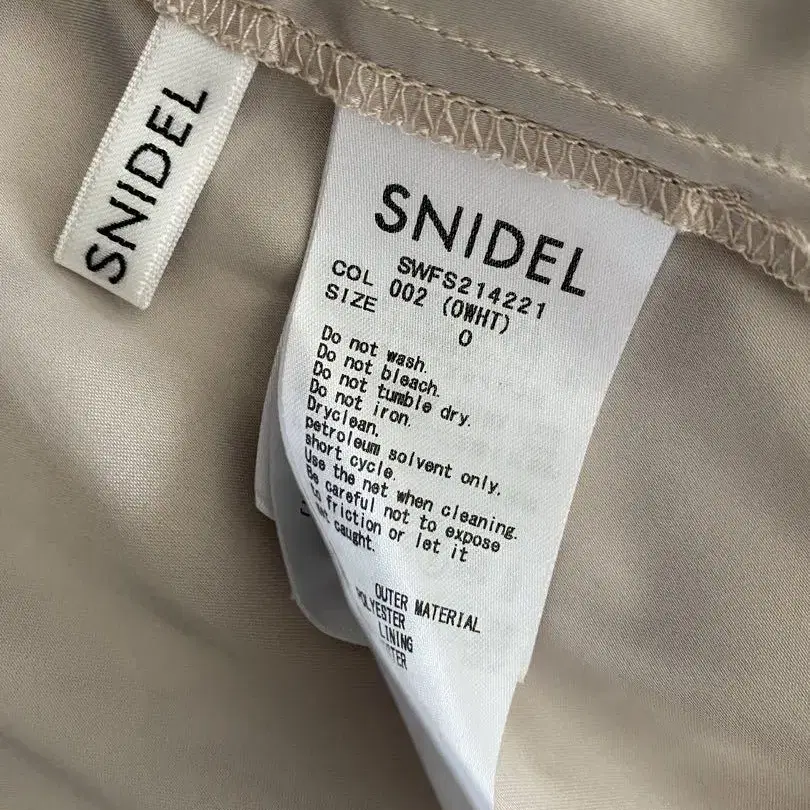 SNIDEL
SNIDEL
SWFS214221
COL 002 (OWHT)
SIZE 0
Do not wash.
Do not bleach.
Do not tumble dry.
Do not iron.
Dryclean.
petroleum solvent only.
short cycle.
Use the net when cleaning.
Be careful not to expose
to friction or let it
caught.
OUTER MATERIAL
POLYESTER
LINING